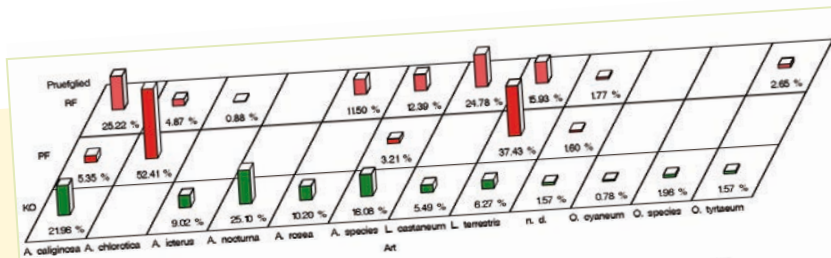 Pruefglied
RF
25.22 % 4.87 % 0.88 % 11.50 % 12.39 % 24.78 % 15.93 % 1.77 % 2.65 %
PF
5.35 % 52.41 % 3.21 % 37.43 % 1.60 %
KO
21.96 % 9.02 % 25.10 % 10.20 % 16.08 % 5.49 % 6.27 % 1.57 % 0.78 % 1.96 % 1.57 %
A. caliginosa A. chlorotica A. icterus A. nocturna A. rosea A. species L. castaneum L. terrestris n. d. O. cyaneum O. species O. tyrtaeum
Art